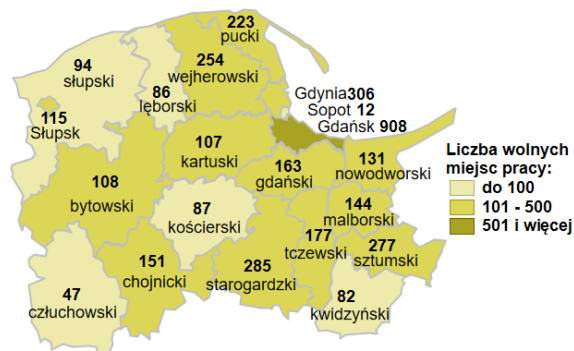 223
pucki
254
wejherowski
94
słupski
86
lęborski
Gdynia306
Sopot 12
Gdańsk 908
115
Słupsk
107
kartuski
163
gdański
131
nowodworski
108
bytowski
87
kościerski
144
malborski
177
tczewski
277
sztumski
151
chojnicki
285
starogardzki
47
człuchowski
82
kwidzyński
Liczba wolnych
miejsc pracy:
do 100
101 - 500
501 i więcej